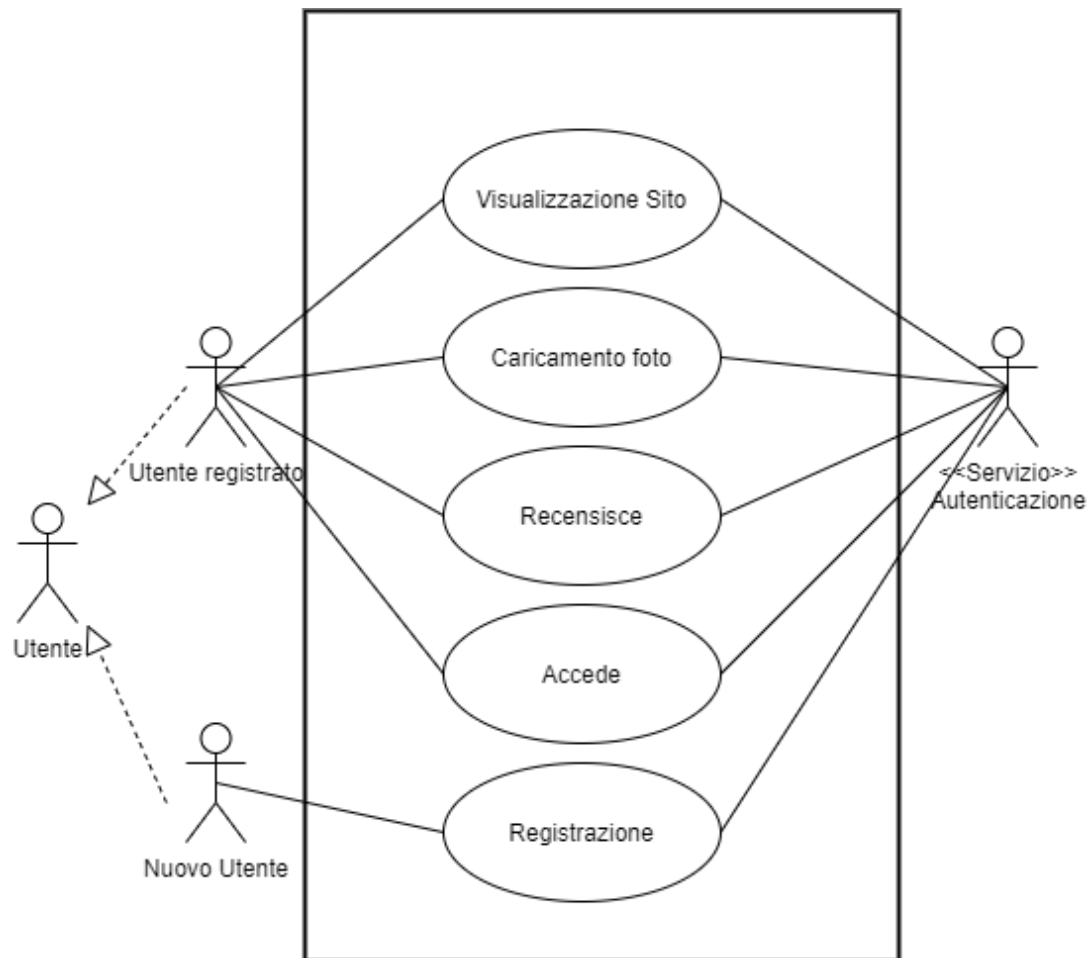 Visualizzazione Sito
Caricamento foto
Utente registrato
<<Servizio>>
Autenticazione
Recensisce
Utente
Accede
Registrazione
Nuovo Utente